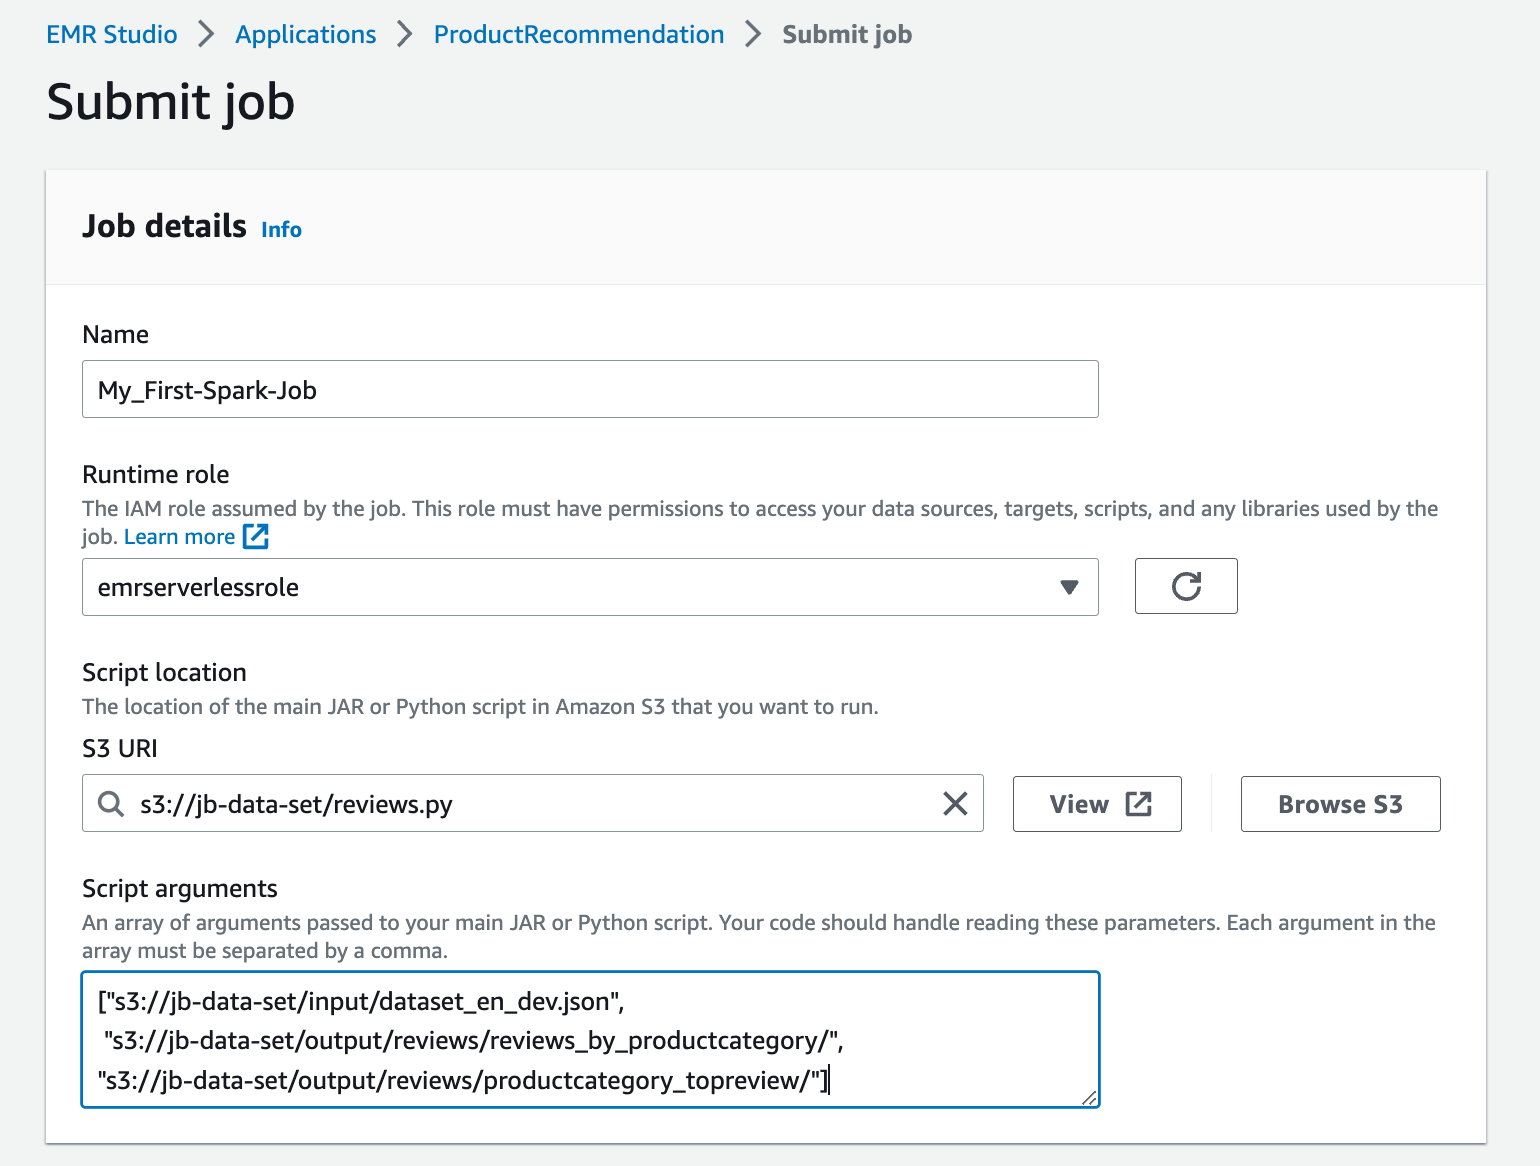 EMR Studio > Applications > ProductRecommendation > Submit job
Submit job
Job details Info
Name
My_First-Spark-Job
Runtime role
The IAM role assumed by the job. This role must have permissions to access your data sources, targets, scripts, and any libraries used by the
job. Learn more
emrserverlessrole
Script location
The location of the main JAR or Python script in Amazon S3 that you want to run.
S3 URI
s3://jb-data-set/reviews.py View Browse S3
Script arguments
An array of arguments passed to your main JAR or Python script. Your code should handle reading these parameters. Each argument in the
array must be separated by a comma.
["s3://jb-data-set/input/dataset_en_dev.json",
"s3://jb-data-set/output/reviews/reviews_by_productcategory/",
"s3://jb-data-set/output/reviews/productcategory_topreview/"]